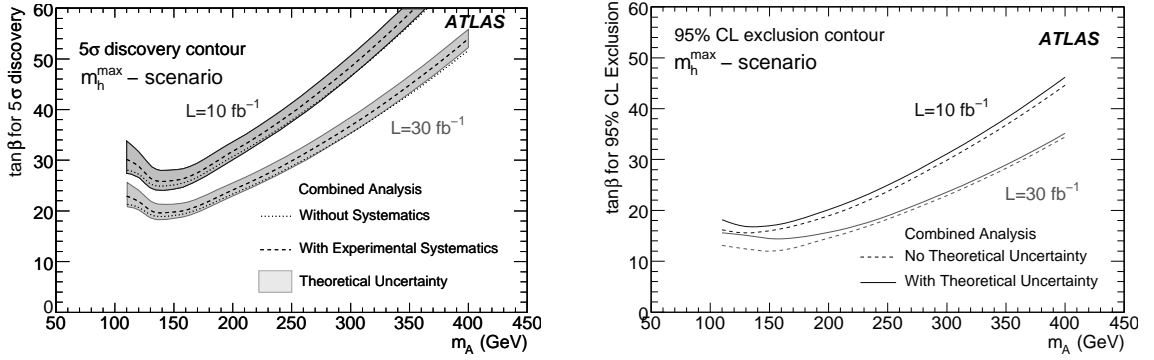 tanβ for 5σ discovery
60
50
40
30
20
10
0
ATLAS
5σ discovery contour
m_h^max – scenario
L=10 fb⁻¹
L=30 fb⁻¹
Combined Analysis
Without Systematics
With Experimental Systematics
Theoretical Uncertainty
50 100 150 200 250 300 350 400 450
m_A (GeV)
tanβ for 95% CL Exclusion
60
50
40
30
20
10
0
95% CL exclusion contour
ATLAS
m_h^max – scenario
L=10 fb⁻¹
L=30 fb⁻¹
Combined Analysis
No Theoretical Uncertainty
With Theoretical Uncertainty
50 100 150 200 250 300 350 400 450
m_A (GeV)